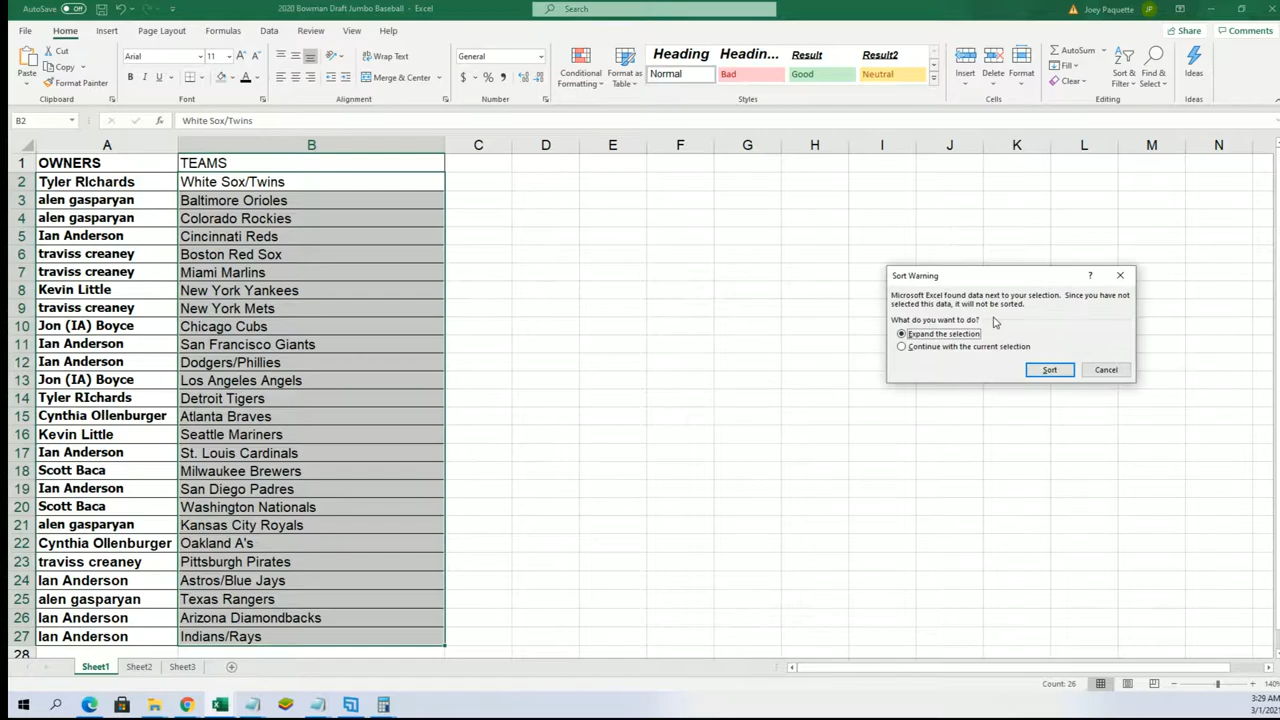 AutoSave Off 2020 Bowman Draft Jumbo Baseball - Excel Search Joey Paquette JP
File Home Insert Page Layout Formulas Data Review View Help Share Comments
Cut
Copy
Format Painter
Paste
Clipboard
Arial 11
B I U
Font
Wrap Text
Merge & Center
Alignment
General
$ % ,
Number
Conditional Formatting
Format as Table
Heading Headin... Result Result2
Normal Bad Good Neutral
Styles
Insert Delete Format
Cells
AutoSum
Fill
Clear
Sort & Filter
Find & Select
Editing
Ideas
Ideas
B2 fx White Sox/Twins
A B C D E F G H I J K L M N
1 OWNERS TEAMS
2 Tyler RIchards White Sox/Twins
3 alen gasparyan Baltimore Orioles
4 alen gasparyan Colorado Rockies
5 Ian Anderson Cincinnati Reds
6 traviss creaney Boston Red Sox
7 traviss creaney Miami Marlins
8 Kevin Little New York Yankees
9 traviss creaney New York Mets
10 Jon (IA) Boyce Chicago Cubs
11 Ian Anderson San Francisco Giants
12 Ian Anderson Dodgers/Phillies
13 Jon (IA) Boyce Los Angeles Angels
14 Tyler RIchards Detroit Tigers
15 Cynthia Ollenburger Atlanta Braves
16 Kevin Little Seattle Mariners
17 Ian Anderson St. Louis Cardinals
18 Scott Baca Milwaukee Brewers
19 Ian Anderson San Diego Padres
20 Scott Baca Washington Nationals
21 alen gasparyan Kansas City Royals
22 Cynthia Ollenburger Oakland A's
23 traviss creaney Pittsburgh Pirates
24 Ian Anderson Astros/Blue Jays
25 alen gasparyan Texas Rangers
26 Ian Anderson Arizona Diamondbacks
27 Ian Anderson Indians/Rays
28
Sort Warning ?
Microsoft Excel found data next to your selection. Since you have not
selected this data, it will not be sorted.
What do you want to do?
Expand the selection
Continue with the current selection
Sort Cancel
Sheet1 Sheet2 Sheet3
Count: 26 140%
3:29 AM
3/1/2021